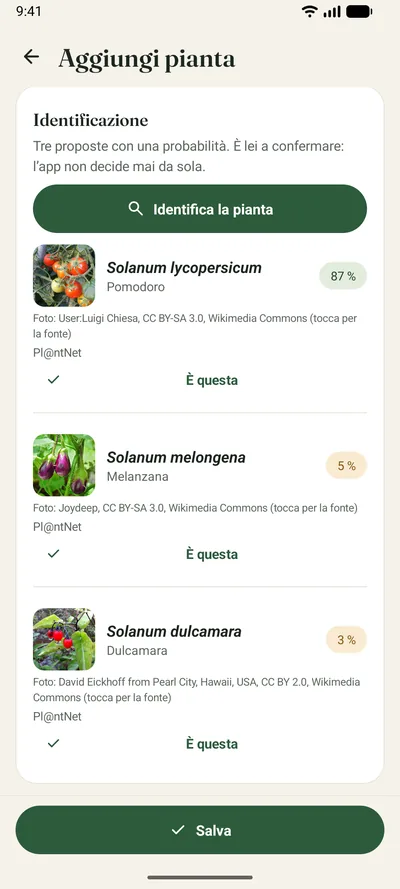 9:41
Aggiungi pianta
Identificazione
Tre proposte con una probabilità. È lei a confermare:
l'app non decide mai da sola.
Identifica la pianta
Solanum lycopersicum
87 %
Pomodoro
Foto: User:Luigi Chiesa, CC BY-SA 3.0, Wikimedia Commons (tocca per
la fonte)
Pl@ntNet
È questa
Solanum melongena
5 %
Melanzana
Foto: Joydeep, CC BY-SA 3.0, Wikimedia Commons (tocca per la fonte)
Pl@ntNet
È questa
Solanum dulcamara
3 %
Dulcamara
Foto: David Eickhoff from Pearl City, Hawaii, USA, CC BY 2.0, Wikimedia
Commons (tocca per la fonte)
Pl@ntNet
È questa
Salva